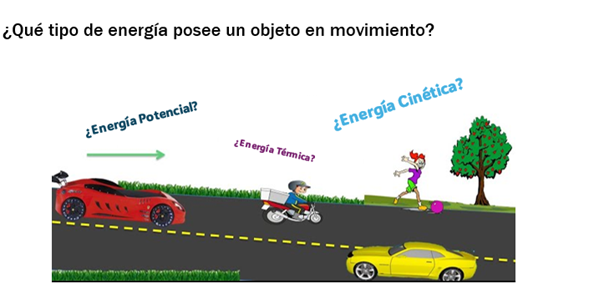 ¿Qué tipo de energía posee un objeto en movimiento?
¿Energía Potencial?
¿Energía Térmica?
¿Energía Cinética?